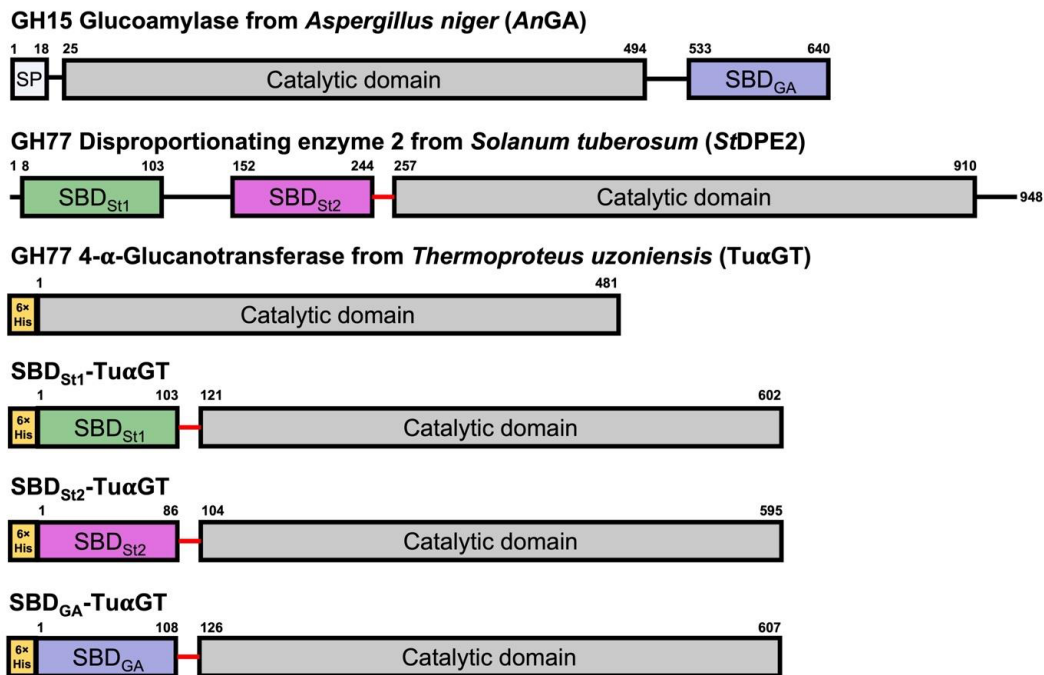 GH15 Glucoamylase from Aspergillus niger (AnGA)
1 18 25 494 533 640
SP Catalytic domain SBDGA
GH77 Disproportionating enzyme 2 from Solanum tuberosum (StDPE2)
1 8 103 152 244 257 910
SBDSt1 SBDSt2 Catalytic domain 948
GH77 4-α-Glucanotransferase from Thermoproteus uzoniensis (TuαGT)
1 481
6×
His Catalytic domain
SBDSt1-TuαGT
1 103 121 602
6×
His SBDSt1 Catalytic domain
SBDSt2-TuαGT
1 86 104 595
6×
His SBDSt2 Catalytic domain
SBDGA-TuαGT
1 108 126 607
6×
His SBDGA Catalytic domain